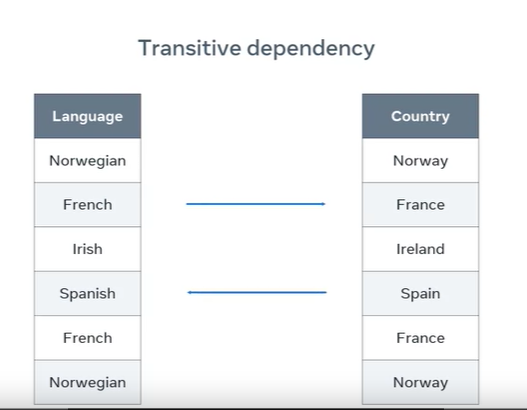 Transitive dependency
Language
Country
Norwegian
Norway
French
France
Irish
Ireland
Spanish
Spain
French
France
Norwegian
Norway